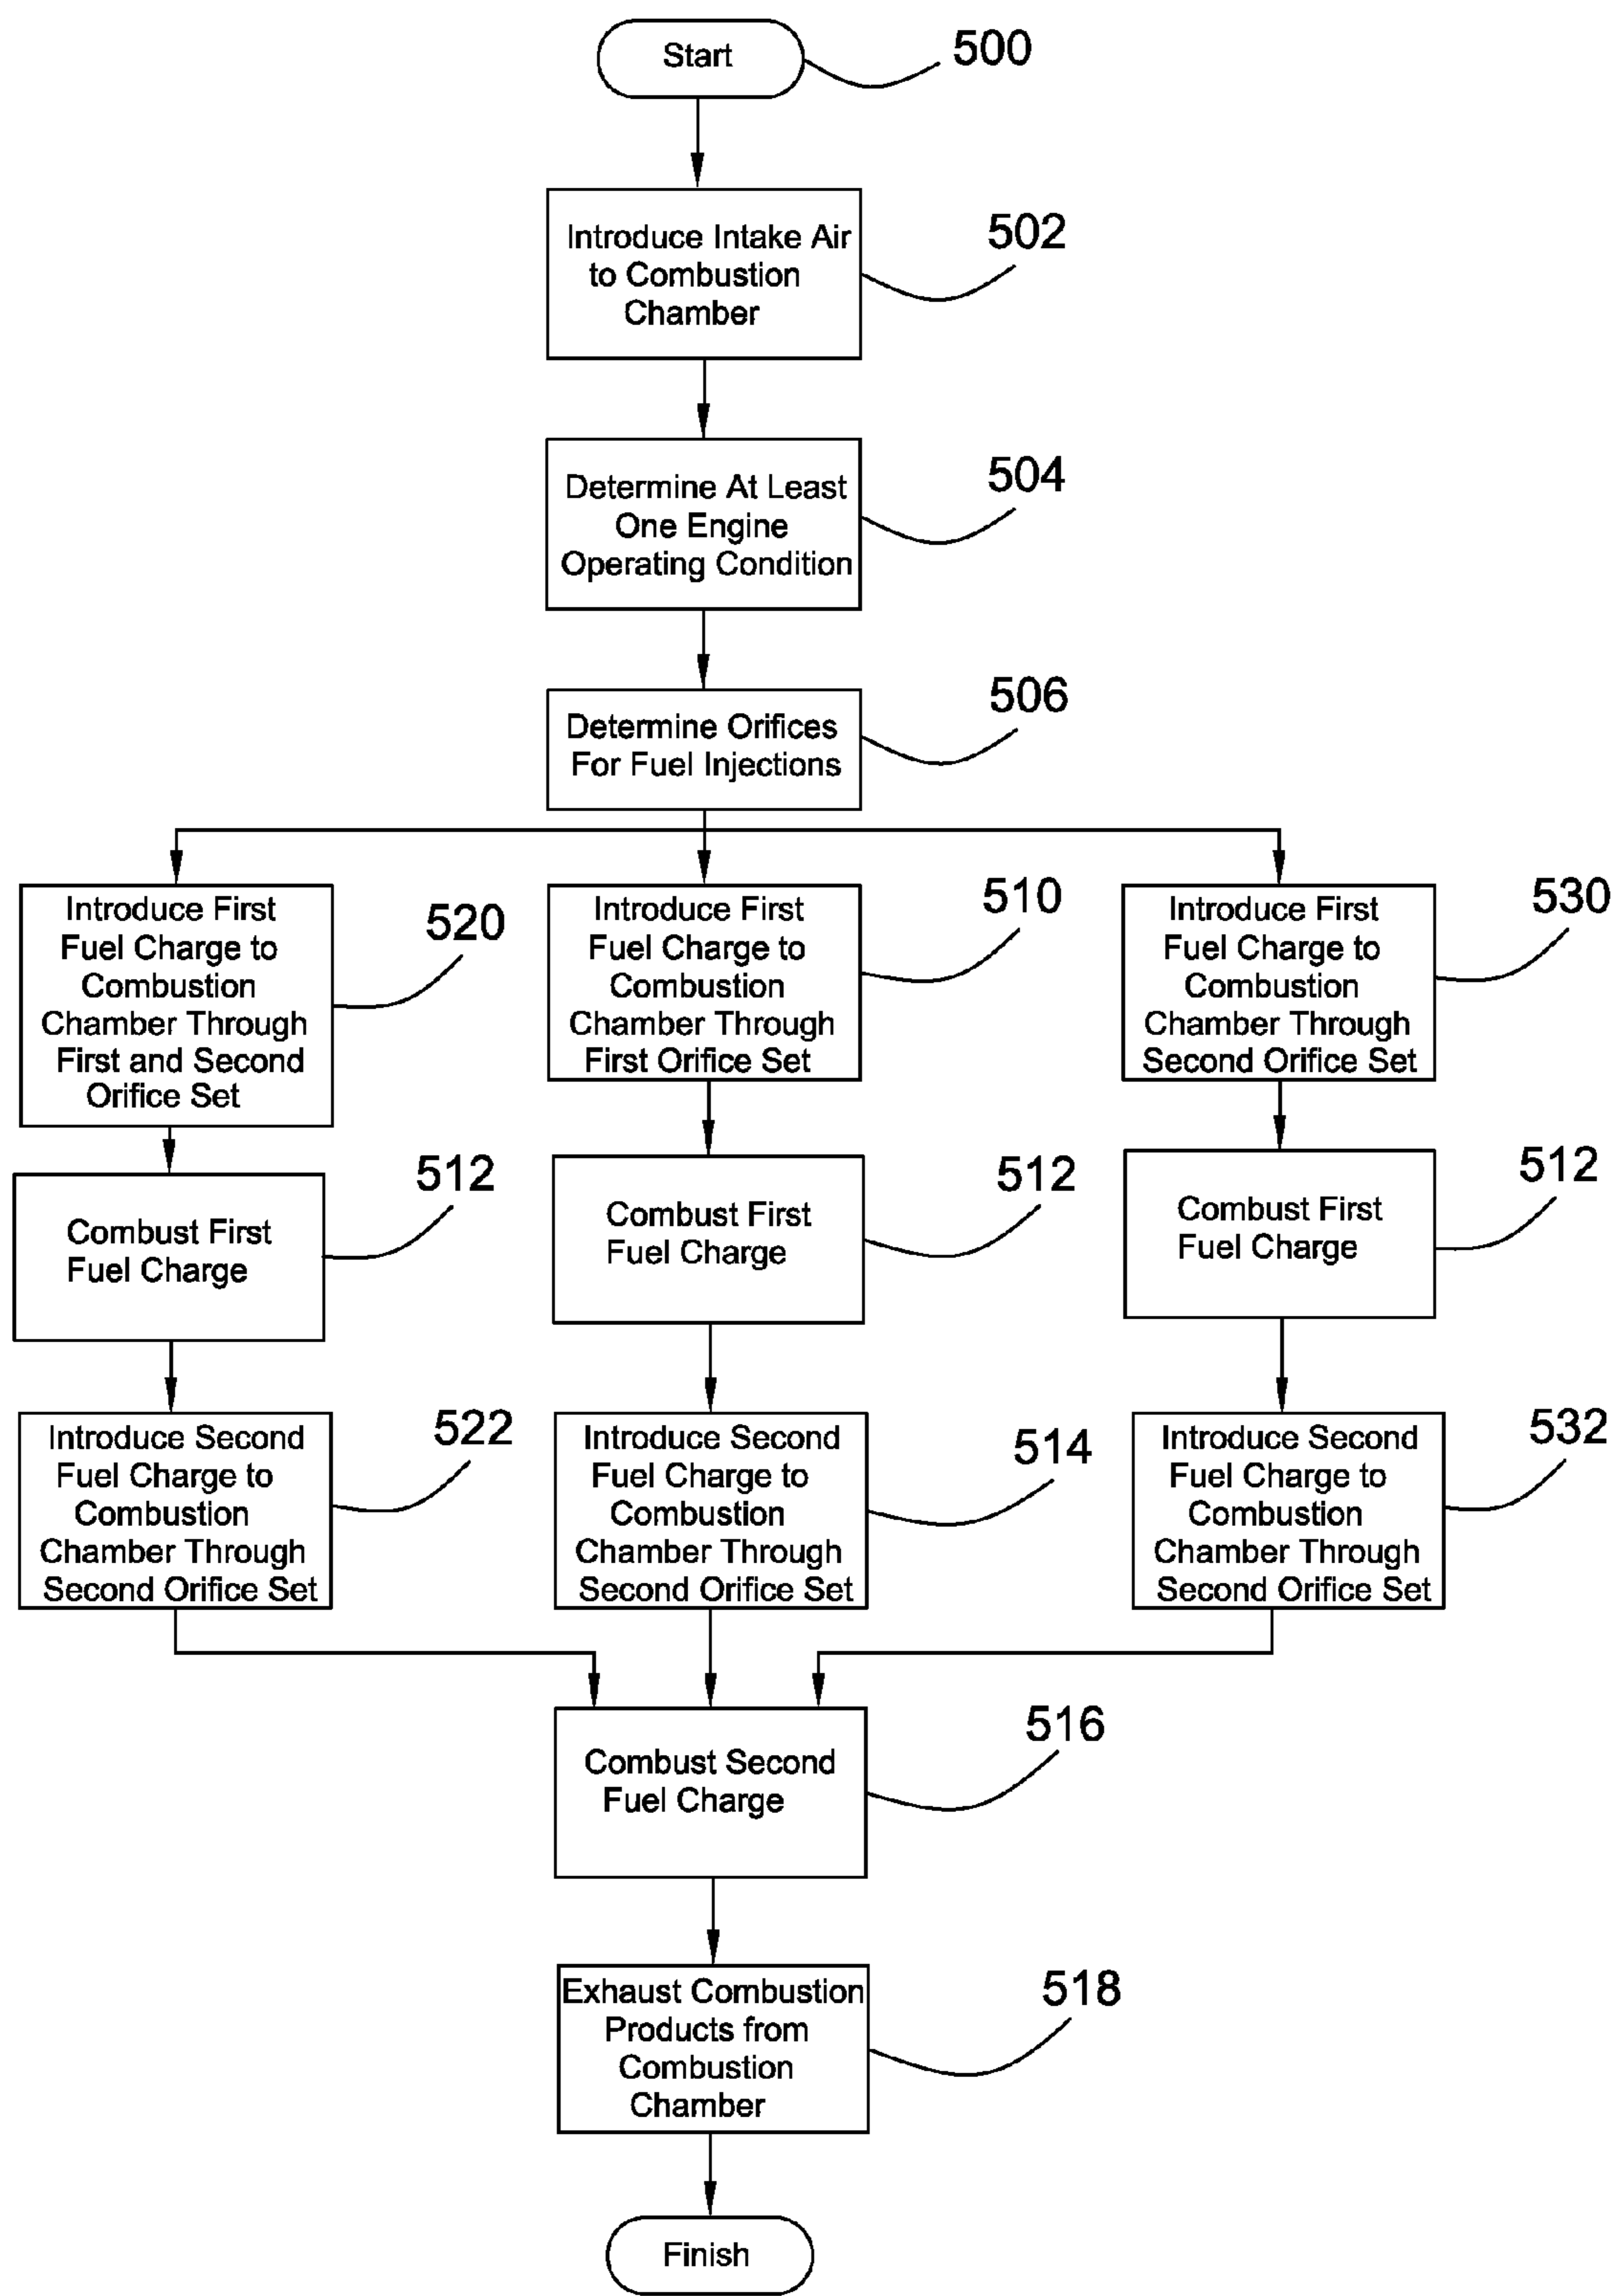 Start
500
Introduce Intake Air
to Combustion
Chamber
502
Determine At Least
One Engine
Operating Condition
504
Determine Orifices
For Fuel Injections
506
Introduce First
Fuel Charge to
Combustion
Chamber Through
First and Second
Orifice Set
520
Introduce First
Fuel Charge to
Combustion
Chamber Through
First Orifice Set
510
Introduce First
Fuel Charge to
Combustion
Chamber Through
Second Orifice Set
530
Combust First
Fuel Charge
512
Combust First
Fuel Charge
512
Combust First
Fuel Charge
512
Introduce Second
Fuel Charge to
Combustion
Chamber Through
Second Orifice Set
522
Introduce Second
Fuel Charge to
Combustion
Chamber Through
Second Orifice Set
514
Introduce Second
Fuel Charge to
Combustion
Chamber Through
Second Orifice Set
532
Combust Second
Fuel Charge
516
Exhaust Combustion
Products from
Combustion
Chamber
518
Finish